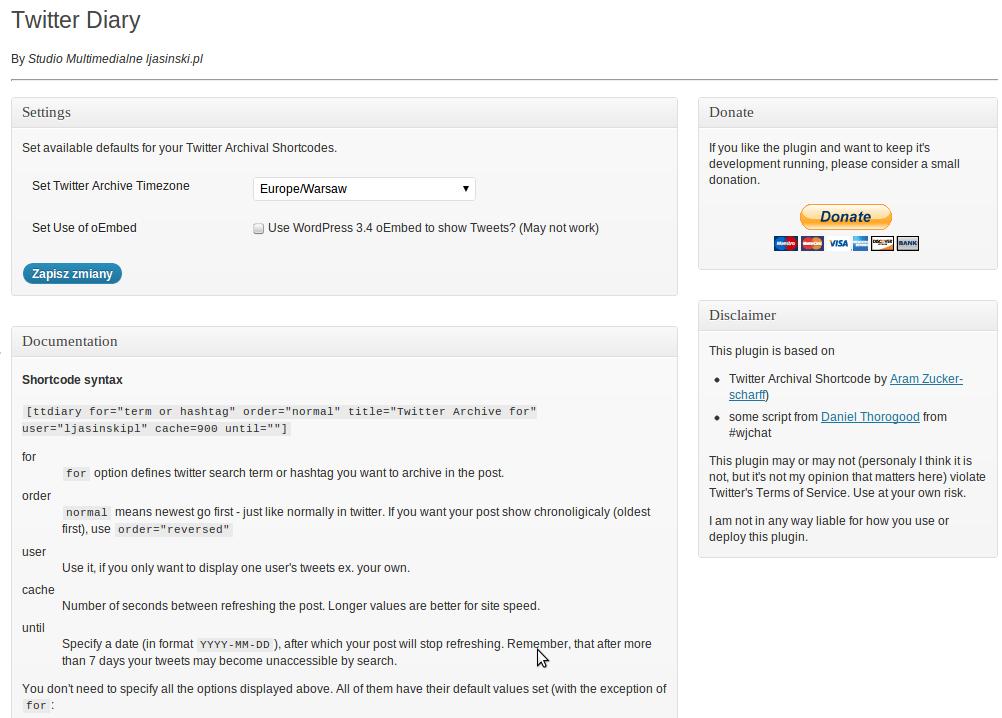 Twitter Diary
By Studio Multimedialne ljasinski.pl
Settings
Set available defaults for your Twitter Archival Shortcodes.
Set Twitter Archive Timezone
Europe/Warsaw
Set Use of oEmbed
Use WordPress 3.4 oEmbed to show Tweets? (May not work)
Zapisz zmiany
Documentation
Shortcode syntax
[ttdiary for="term or hashtag" order="normal" title="Twitter Archive for"
user="ljasinskipl" cache=900 until=""]
for
for option defines twitter search term or hashtag you want to archive in the post.
order
normal means newest go first - just like normally in twitter. If you want your post show chronoligicaly (oldest
first), use order="reversed"
user
Use it, if you only want to display one user's tweets ex. your own.
cache
Number of seconds between refreshing the post. Longer values are better for site speed.
until
Specify a date (in format YYYY-MM-DD ), after which your post will stop refreshing. Remember, that after more
than 7 days your tweets may become unaccessible by search.
You don't need to specify all the options displayed above. All of them have their default values set (with the exception of
for :
Donate
If you like the plugin and want to keep it's
development running, please consider a small
donation.
Donate
Maestro MasterCard VISA DISCOVER BANK
Disclaimer
This plugin is based on
Twitter Archival Shortcode by Aram Zucker-
scharff)
some script from Daniel Thorogood from
#wjchat
This plugin may or may not (personaly I think it is
not, but it's not my opinion that matters here) violate
Twitter's Terms of Service. Use at your own risk.
I am not in any way liable for how you use or
deploy this plugin.